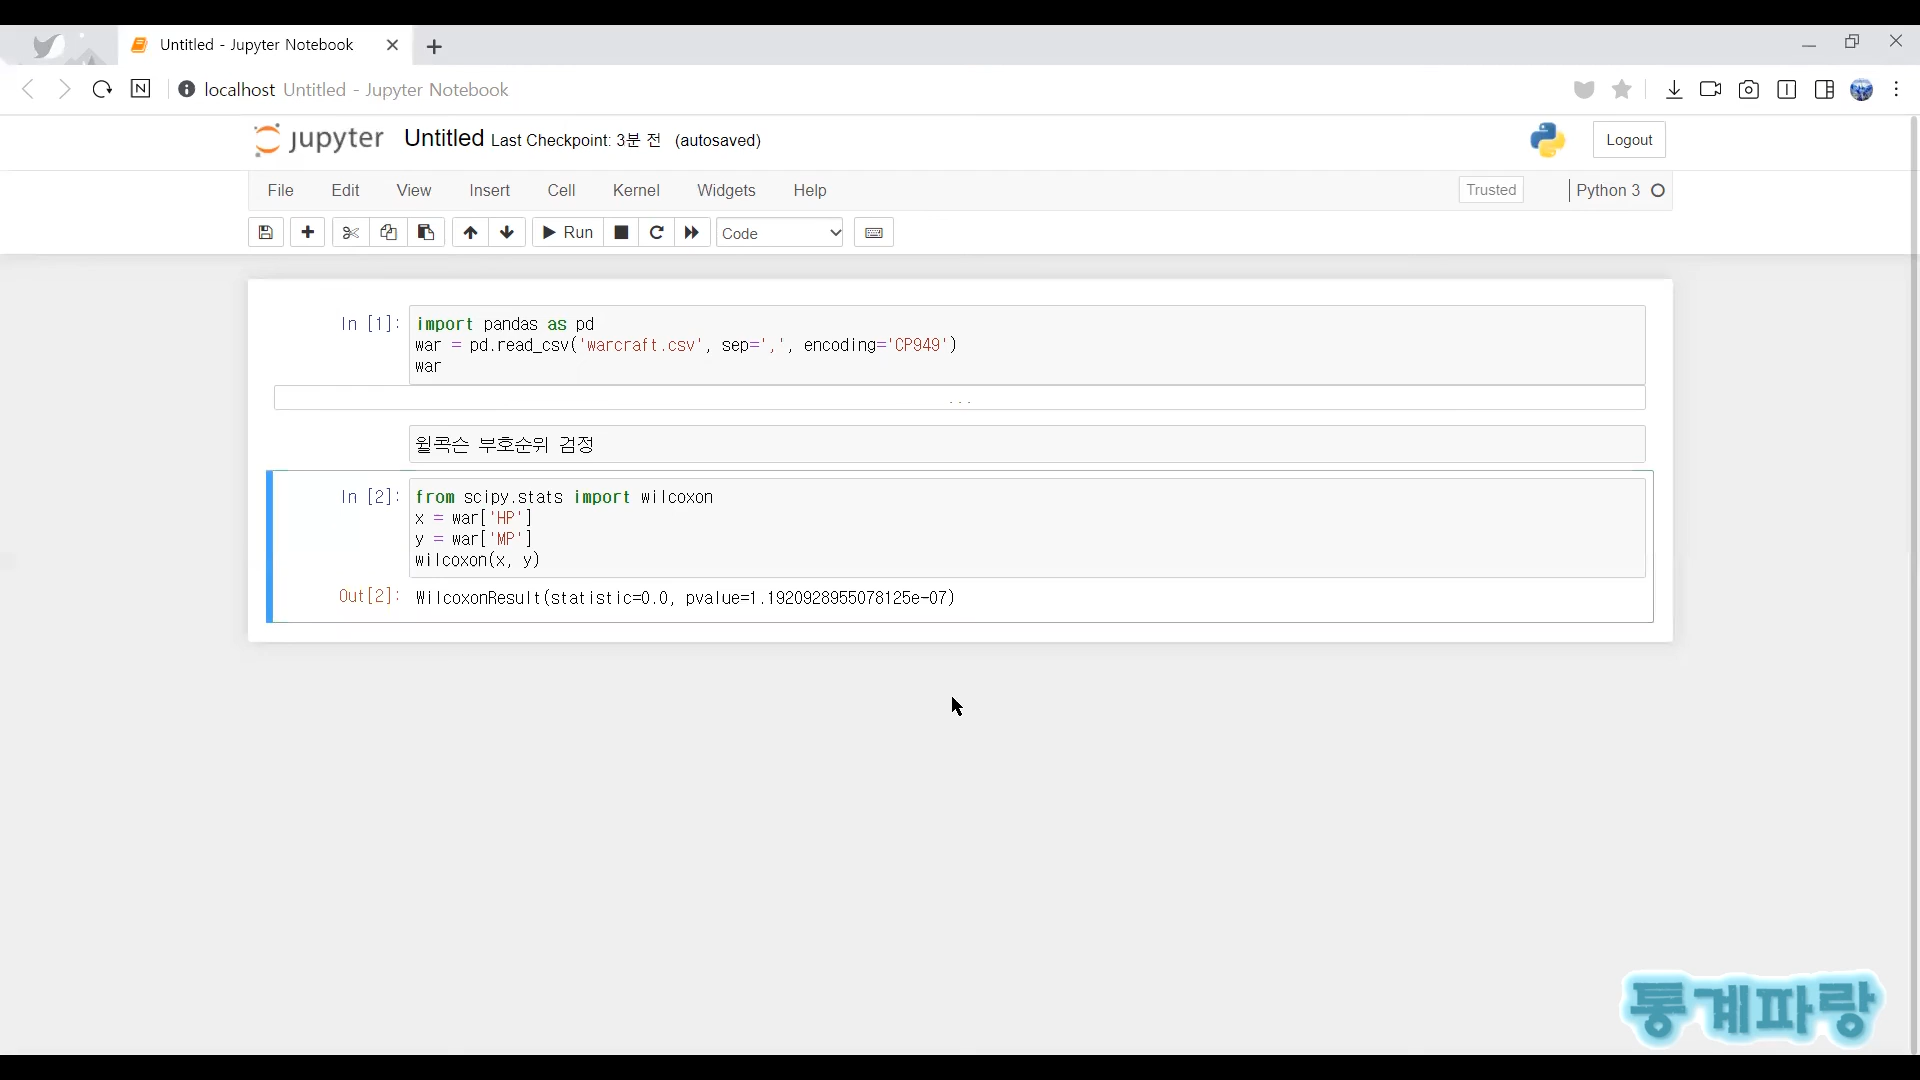 Untitled - Jupyter Notebook
localhost Untitled - Jupyter Notebook
jupyter Untitled Last Checkpoint: 3분 전 (autosaved)
Logout
File Edit View Insert Cell Kernel Widgets Help
Trusted
Python 3
Run
Code
In [1]: import pandas as pd
war = pd.read_csv('warcraft.csv', sep=',', encoding='CP949')
war
...
윌콕슨 부호순위 검정
In [2]: from scipy.stats import wilcoxon
x = war['HP']
y = war['MP']
wilcoxon(x, y)
Out[2]: WilcoxonResult(statistic=0.0, pvalue=1.1920928955078125e-07)
통계파랑